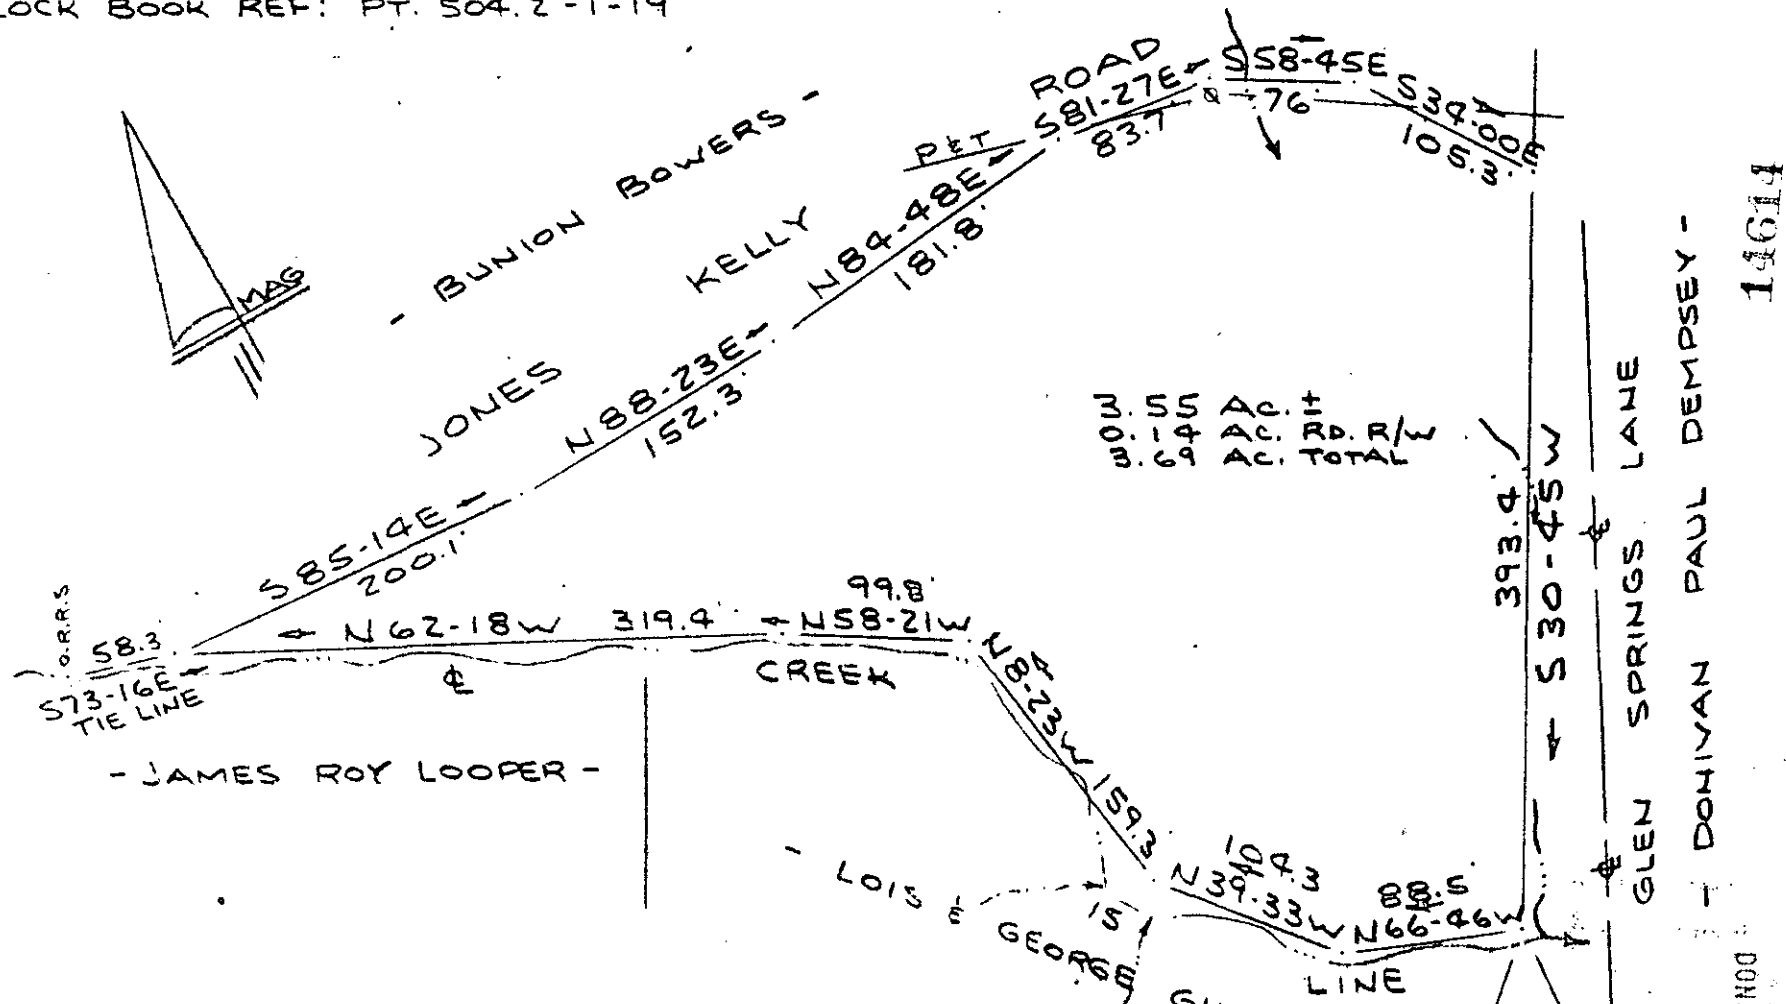 LOCK BOOK REF: PT. 504.2-1-19
MAG
- BUNION BOWERS -
JONES KELLY ROAD
P&T
S58-45E
76
S34-00E
105.3
S81-27E
83.7
N84-48E
181.8
N88-23E
152.3
S85-14E
200.1
3.55 AC. ±
0.14 AC. RD. R/W
3.69 AC. TOTAL
393.4
S30-45W
GLEN SPRINGS LANE
- DONIVAN PAUL DEMPSEY -
14614
O.R.R.S
58.3
S73-16E
TIE LINE
N62-18W 319.4
99.8
N58-21W
℄
CREEK
- JAMES ROY LOOPER -
N8-23W 159.3
- LOIS &
GEORGE
15
104.3
N39-33W
88.5
N66-46W
LINE